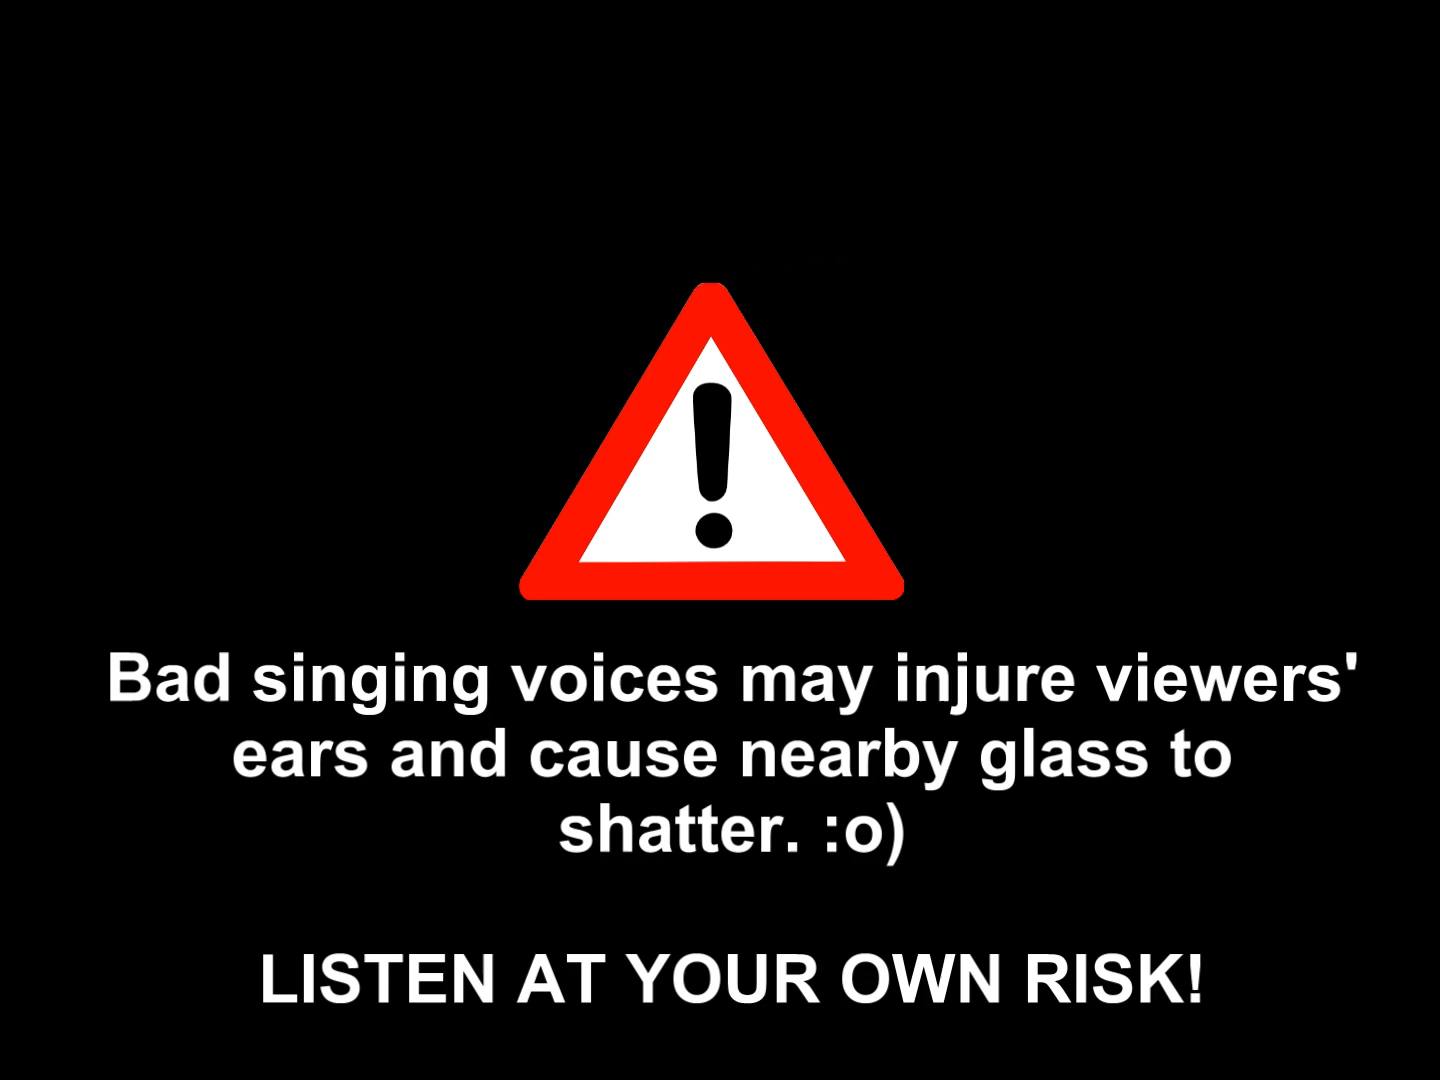 Bad singing voices may injure viewers'
ears and cause nearby glass to
shatter. :o)
LISTEN AT YOUR OWN RISK!